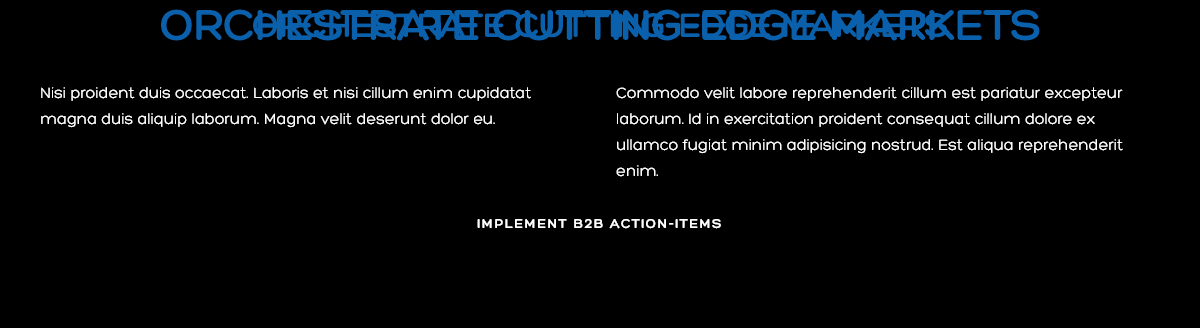 ORCHESTRATE CUTTING EDGE MARKETS
Nisi proident duis occaecat. Laboris et nisi cillum enim cupidatat
magna duis aliquip laborum. Magna velit deserunt dolor eu.
Commodo velit labore reprehenderit cillum est pariatur excepteur
laborum. Id in exercitation proident consequat cillum dolore ex
ullamco fugiat minim adipisicing nostrud. Est aliqua reprehenderit
enim.
IMPLEMENT B2B ACTION-ITEMS